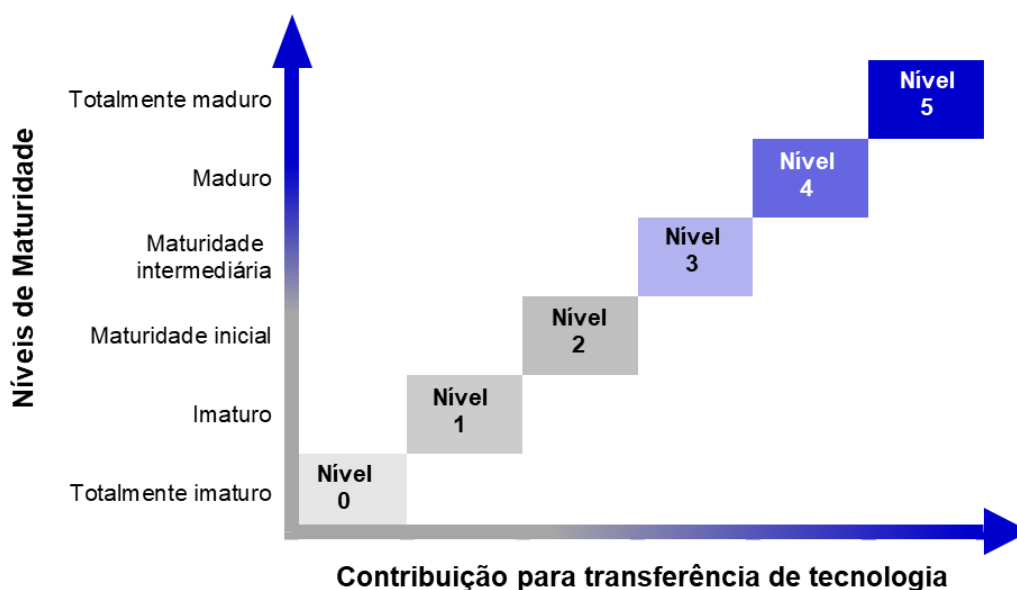 Níveis de Maturidade
Totalmente maduro
Maduro
Maturidade
intermediária
Maturidade inicial
Imaturo
Totalmente imaturo
Nível
5
Nível
4
Nível
3
Nível
2
Nível
1
Nível
0
Contribuição para transferência de tecnologia